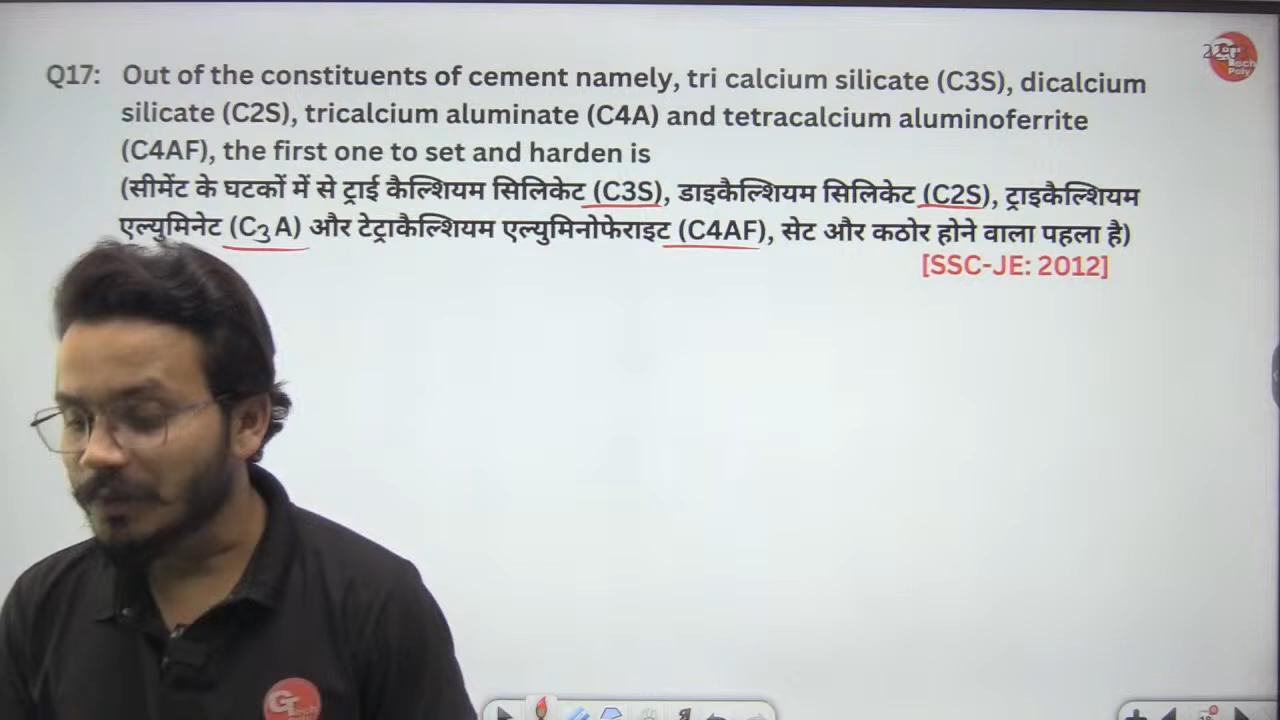 Q17: Out of the constituents of cement namely, tri calcium silicate (C3S), dicalcium
silicate (C2S), tricalcium aluminate (C4A) and tetracalcium aluminoferrite
(C4AF), the first one to set and harden is
(सीमेंट के घटकों में से ट्राई कैल्शियम सिलिकेट (C3S), डाइकैल्शियम सिलिकेट (C2S), ट्राइकैल्शियम
एल्युमिनेट (C3A) और टेट्राकैल्शियम एल्युमिनोफेराइट (C4AF), सेट और कठोर होने वाला पहला है)
[SSC-JE: 2012]